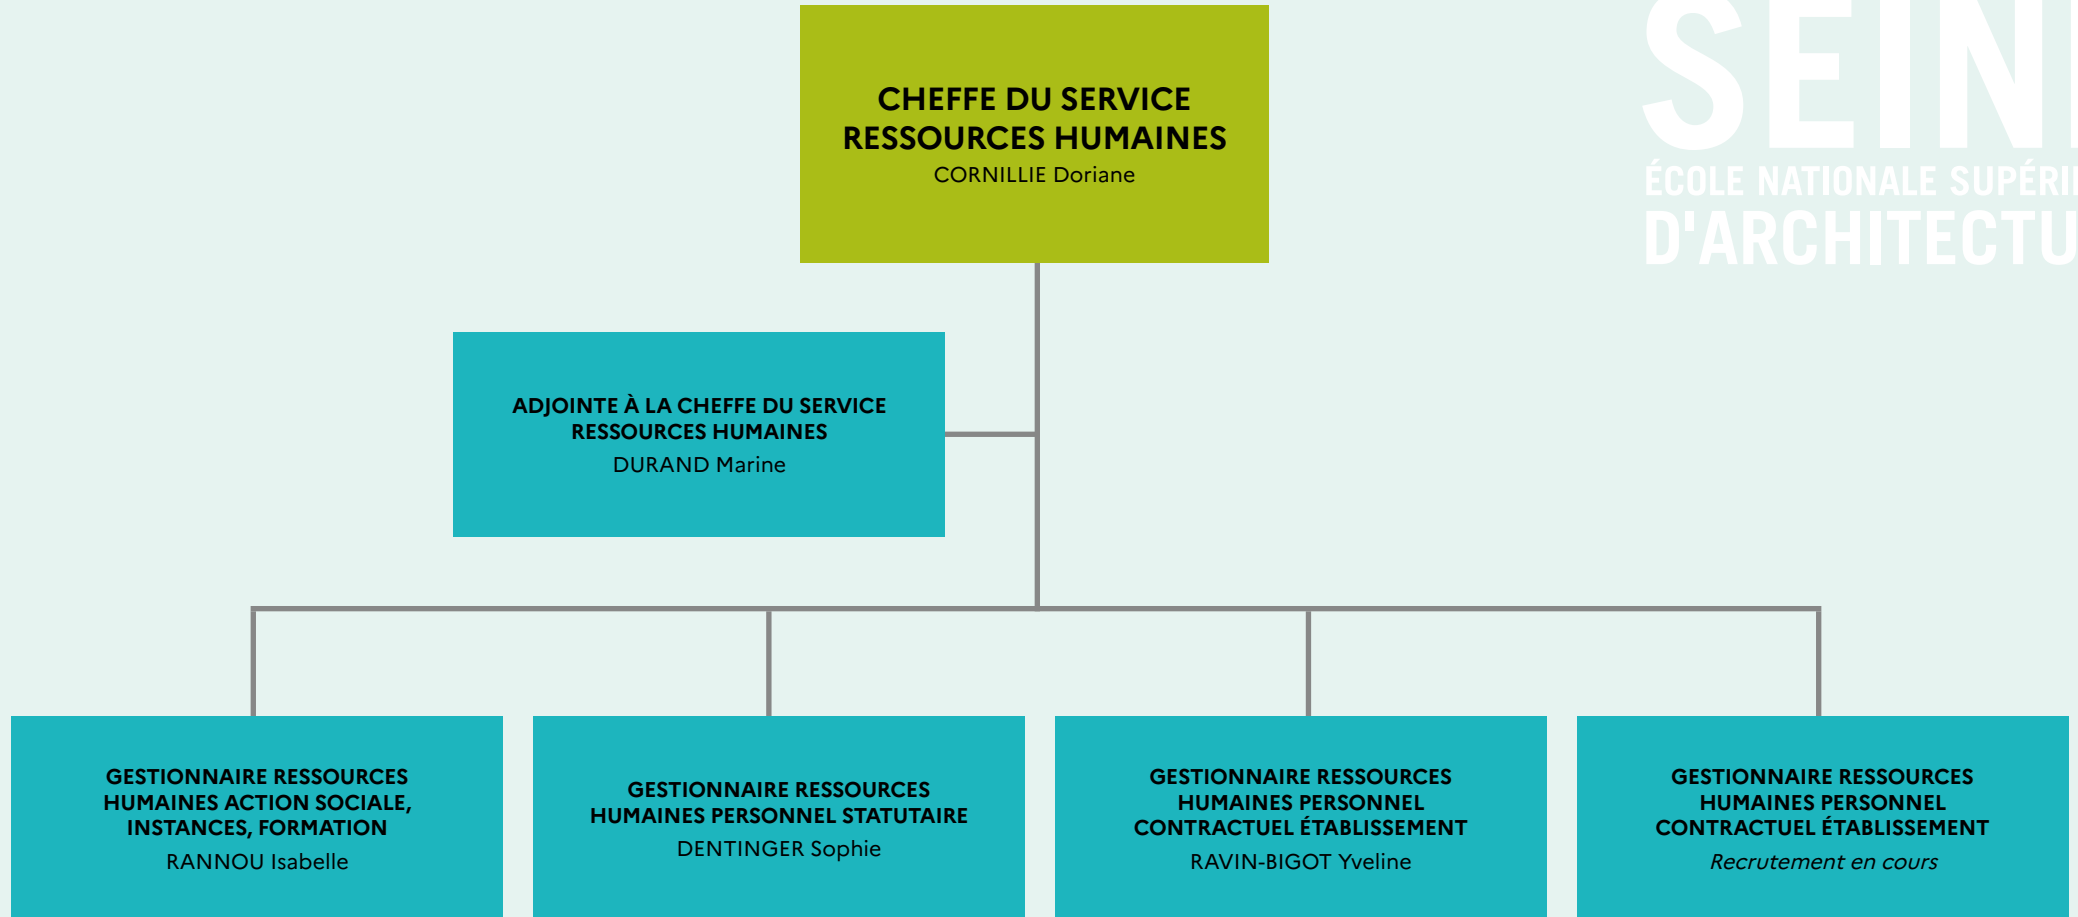 CHEFFE DU SERVICE
RESSOURCES HUMAINES
CORNILLIE Doriane
ÉCOLE NATIONALE
ADJOINTE À LA CHEFFE DU SERVICE
RESSOURCES HUMAINES
DURAND Marine
GESTIONNAIRE RESSOURCES
HUMAINES ACTION SOCIALE,
INSTANCES, FORMATION
RANNOU Isabelle
GESTIONNAIRE RESSOURCES
HUMAINES PERSONNEL STATUTAIRE
DENTINGER Sophie
GESTIONNAIRE RESSOURCES
HUMAINES PERSONNEL
CONTRACTUEL ÉTABLISSEMENT
RAVIN-BIGOT Yveline
GESTIONNAIRE RESSOURCES
HUMAINES PERSONNEL
CONTRACTUEL ÉTABLISSEMENT
Recrutement en cours